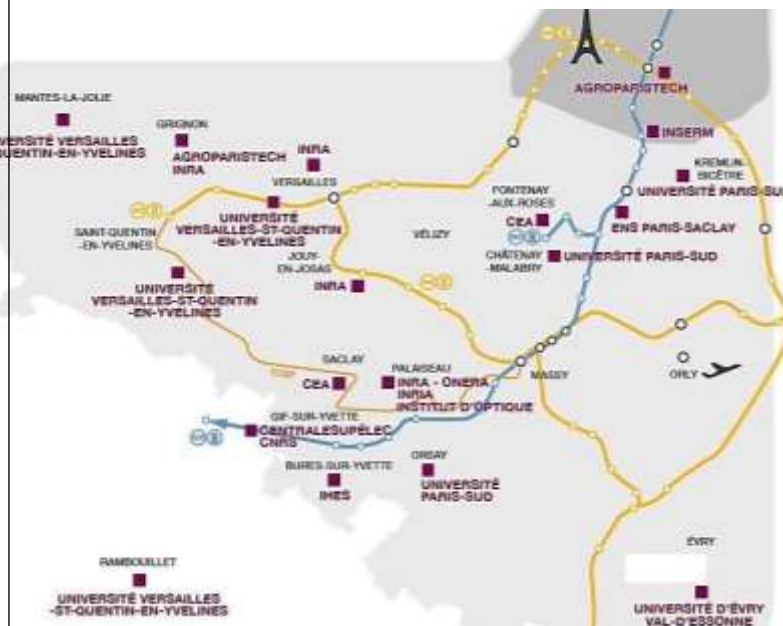 AGROPARISTECH
MANTES-LA-JOLIE
VERSITÉ VERSAILLES
QUENTIN-EN-YVELINES
GRIGNON
AGROPARISTECH
INRA
INRA
VERSAILLES
INSERM
KREMLIN-
BICÊTRE
UNIVERSITÉ PARIS-SUD
FONTENAY
-AUX-ROSES
CEA
ENS PARIS-SACLAY
UNIVERSITÉ
VERSAILLES-ST-QUENTIN
-EN-YVELINES
SAINT-QUENTIN
-EN-YVELINES
VÉLIZY
CHÂTENAY
-MALABRY
UNIVERSITÉ PARIS-SUD
JOUY-
EN-JOSAS
INRA
UNIVERSITÉ
VERSAILLES-ST-QUENTIN
-EN-YVELINES
SACLAY
CEA
PALAISEAU
INRA - ONERA
INRIA
INSTITUT D'OPTIQUE
MASSY
ORLY
GIF-SUR-YVETTE
CENTRALESUPÉLEC
CNRS
BURES-SUR-YVETTE
IHES
ORSAY
UNIVERSITÉ
PARIS-SUD
ÉVRY
UNIVERSITÉ D'ÉVRY
VAL-D'ESSONNE
RAMBOUILLET
UNIVERSITÉ VERSAILLES
-ST-QUENTIN-EN-YVELINES